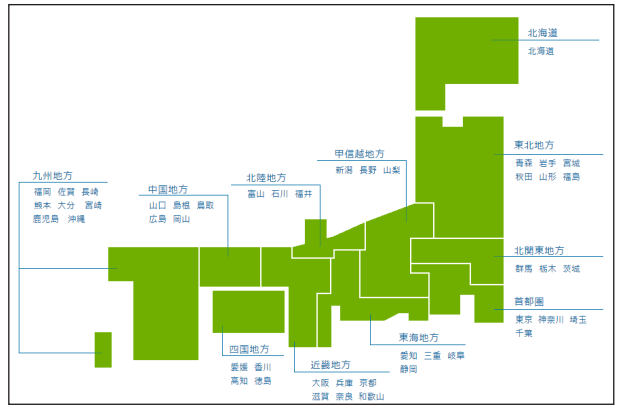 北海道
北海道
東北地方
青森 岩手 宮城
秋田 山形 福島
甲信越地方
新潟 長野 山梨
北陸地方
富山 石川 福井
中国地方
山口 島根 鳥取
広島 岡山
九州地方
福岡 佐賀 長崎
熊本 大分 宮崎
鹿児島 沖縄
北関東地方
群馬 栃木 茨城
首都圏
東京 神奈川 埼玉
千葉
東海地方
愛知 三重 岐阜
静岡
四国地方
愛媛 香川
高知 徳島
近畿地方
大阪 兵庫 京都
滋賀 奈良 和歌山